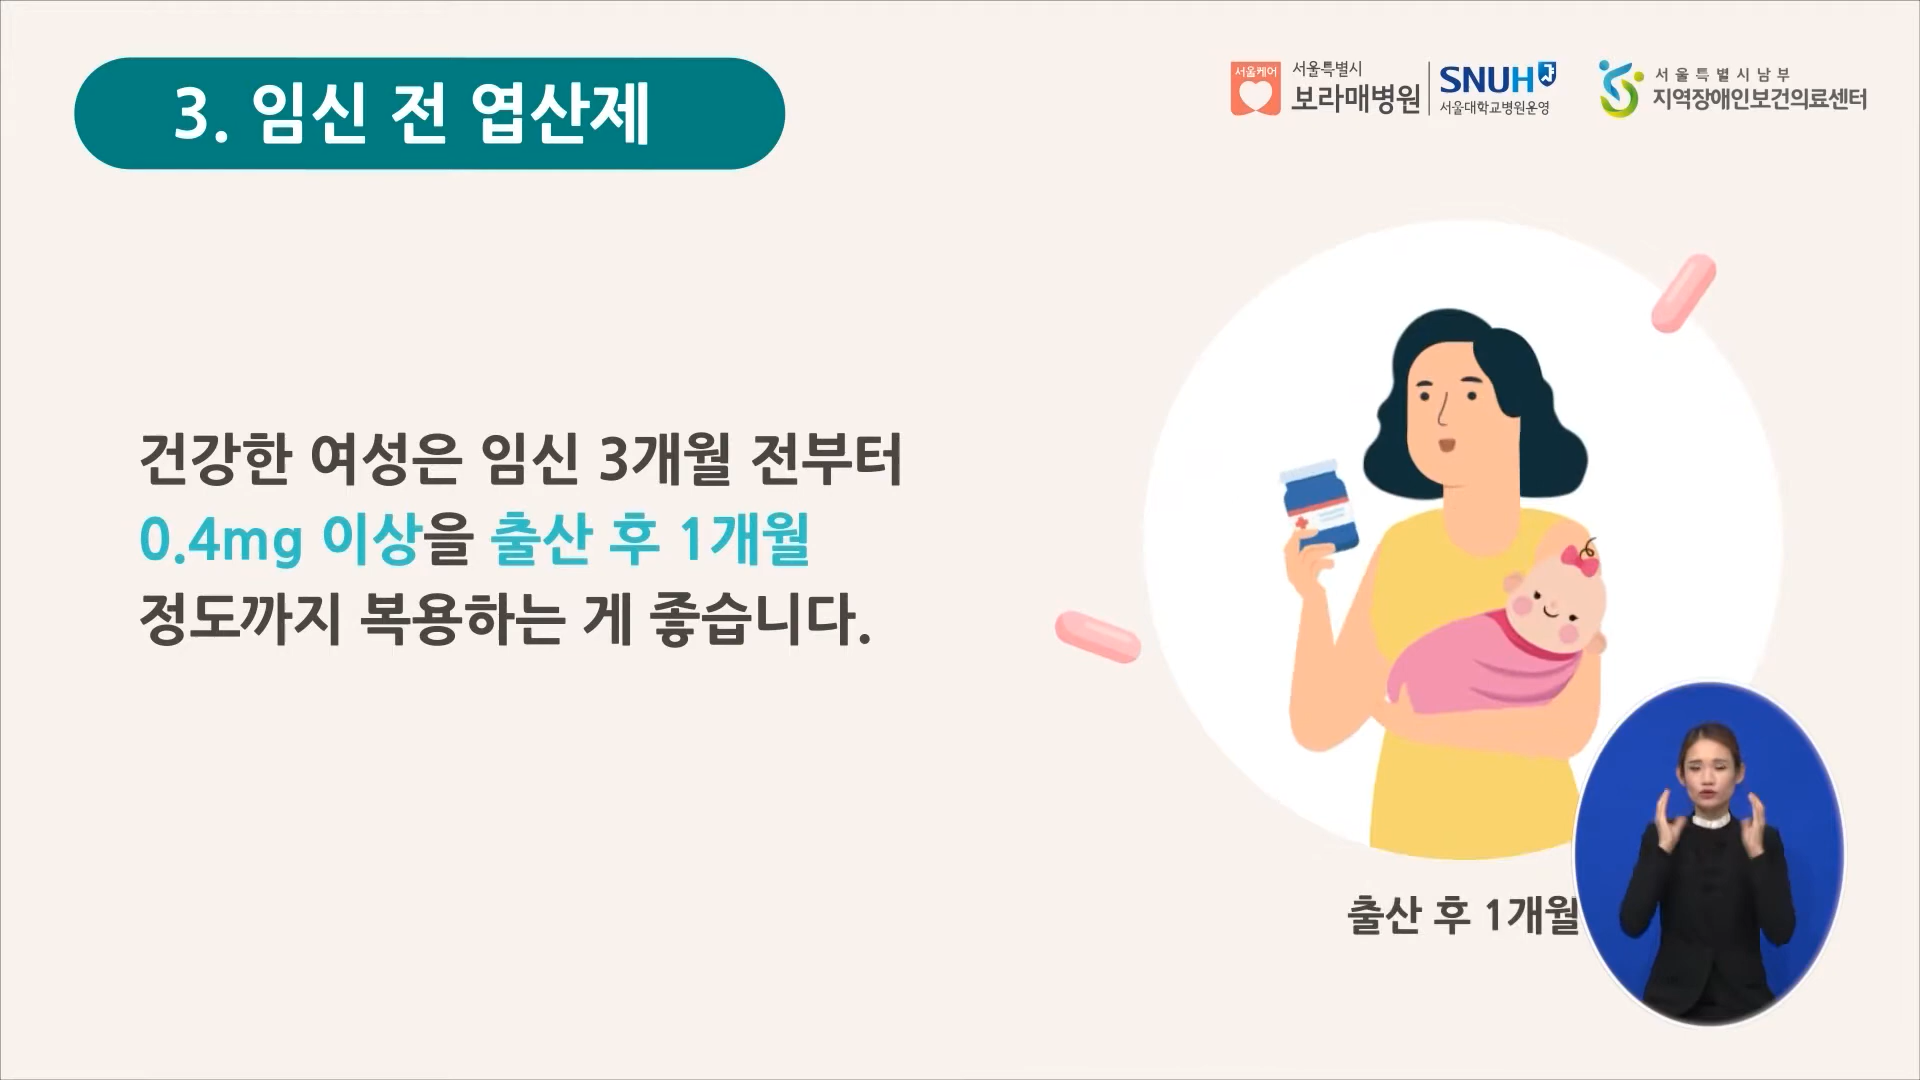 3. 임신 전 엽산제
서울케어
서울특별시
보라매병원
SNUH
서울대학교병원운영
서울특별시남부
지역장애인보건의료센터
건강한 여성은 임신 3개월 전부터
0.4mg 이상을 출산 후 1개월
정도까지 복용하는 게 좋습니다.
출산 후 1개월